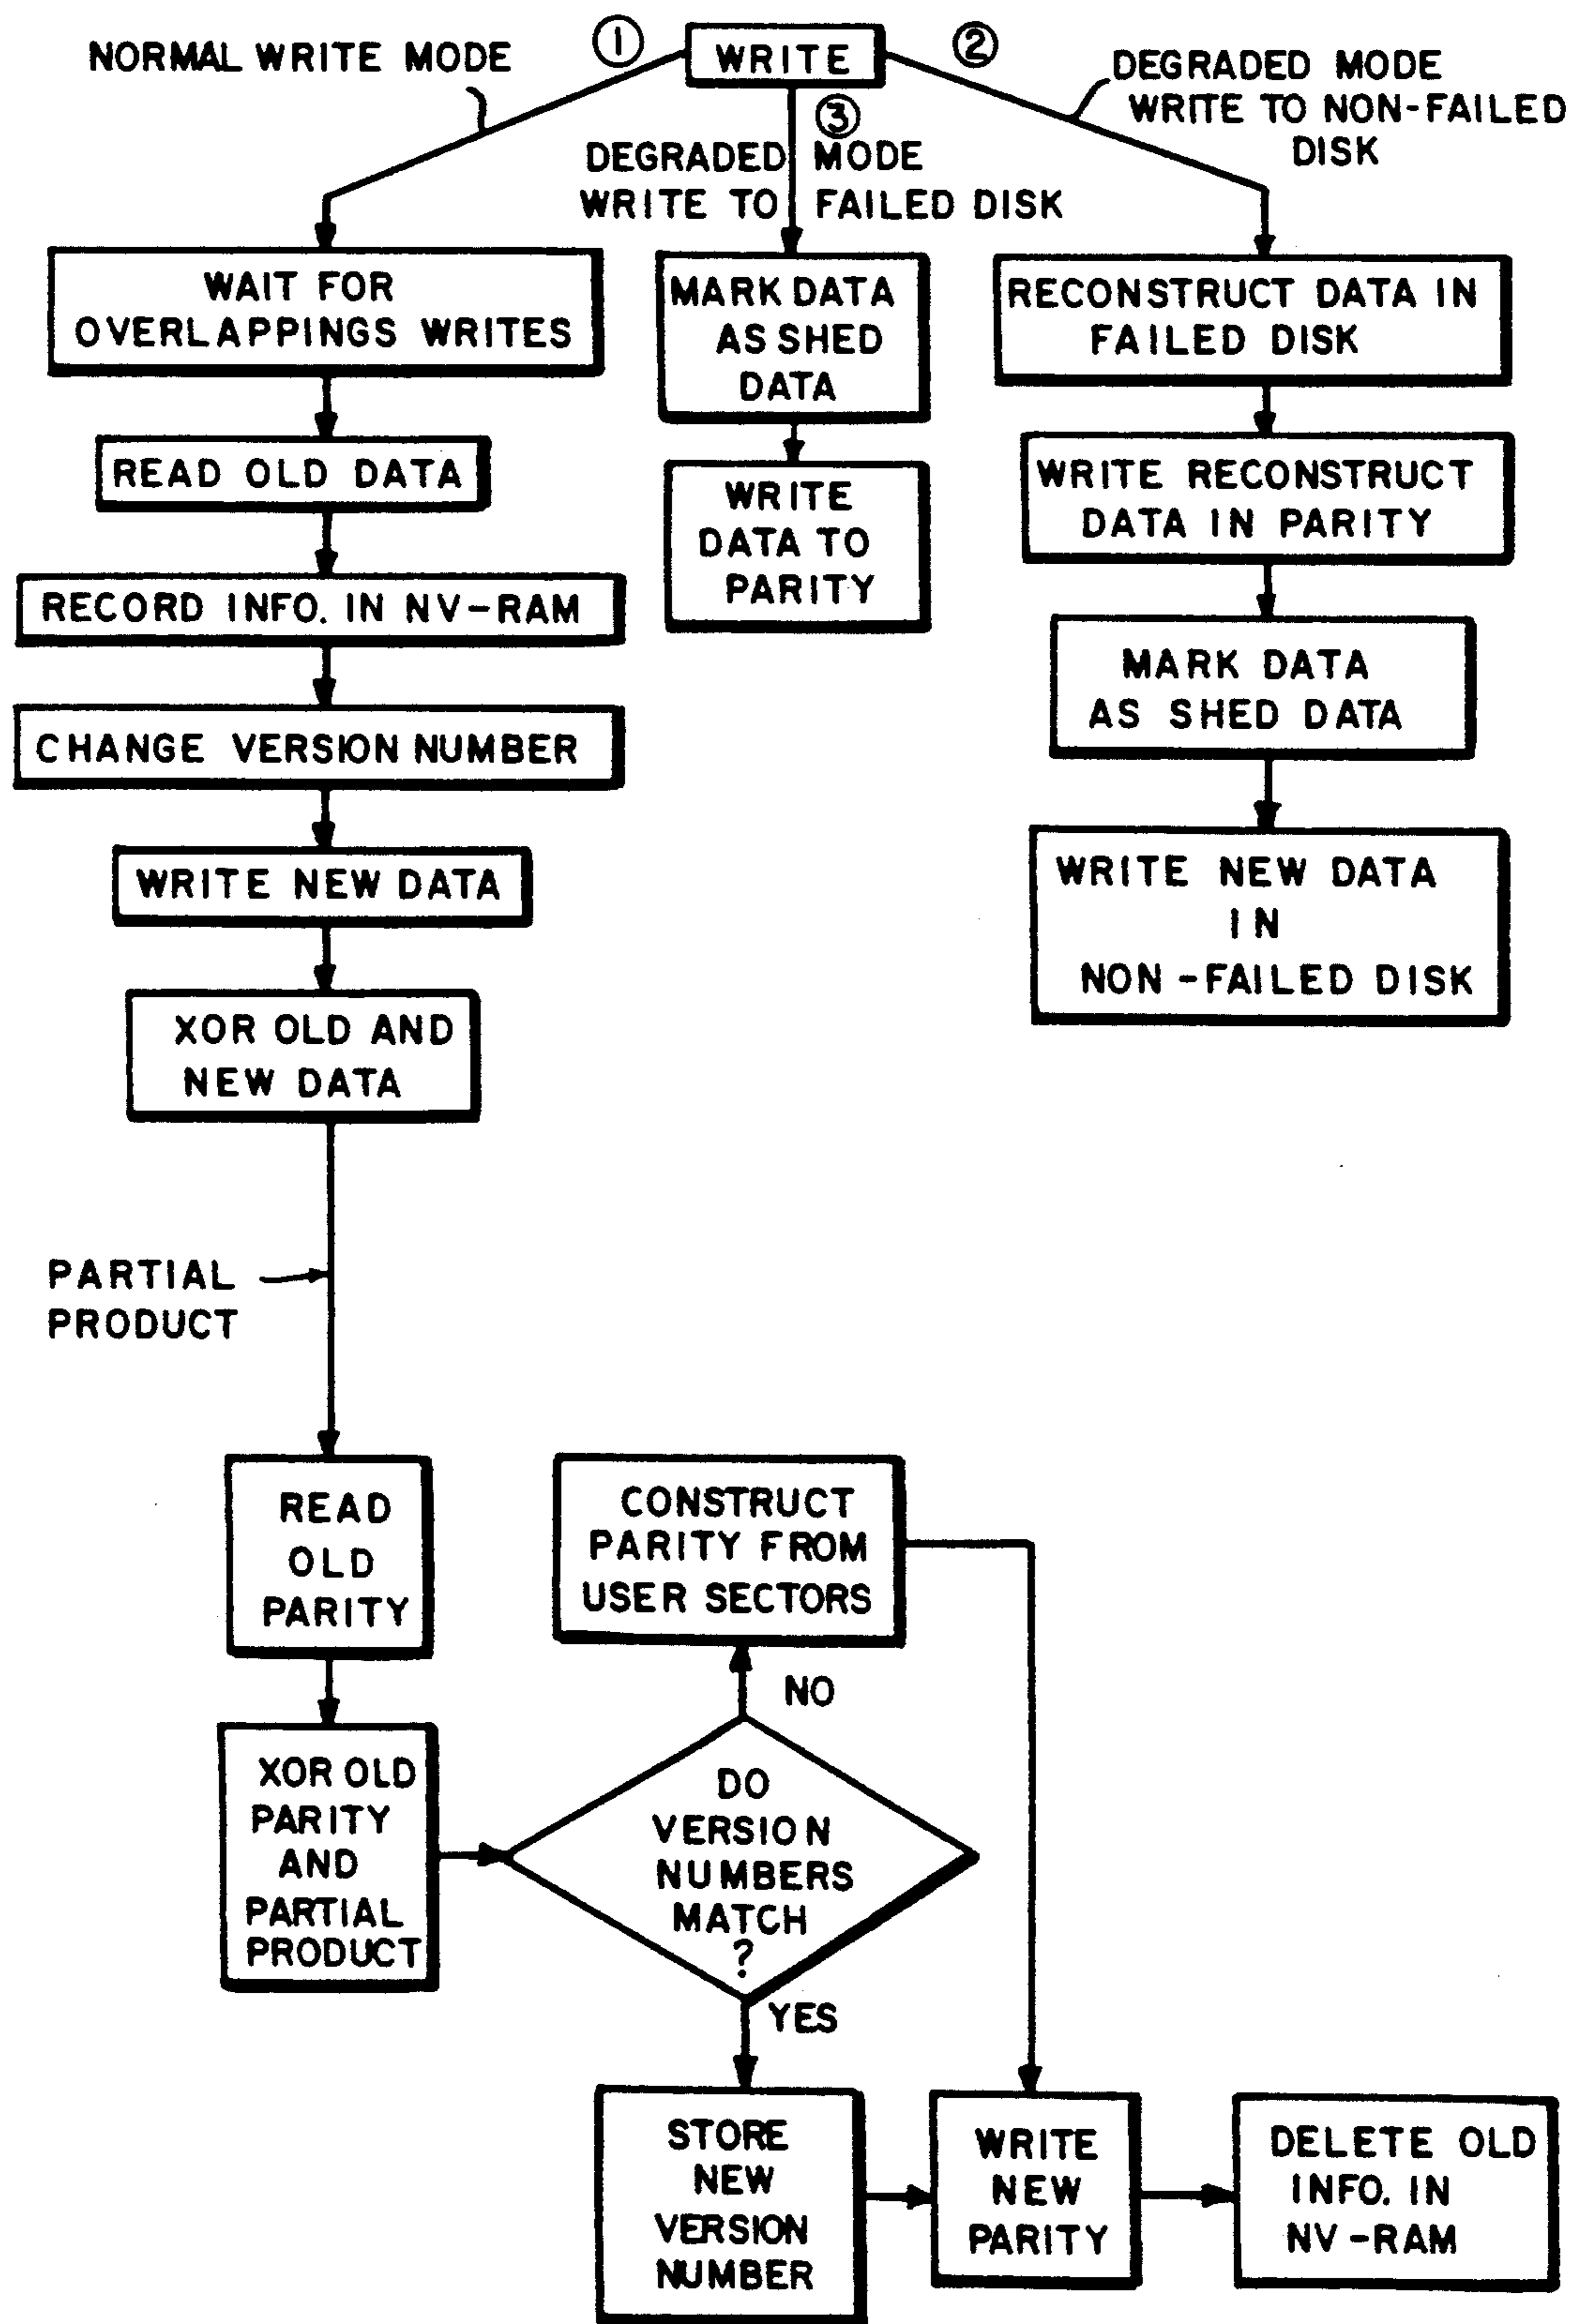 ①
WRITE
②
NORMAL WRITE MODE
DEGRADED MODE
WRITE TO NON-FAILED
DISK
③
DEGRADED MODE
WRITE TO FAILED DISK
WAIT FOR
OVERLAPPINGS WRITES
READ OLD DATA
RECORD INFO. IN NV-RAM
CHANGE VERSION NUMBER
WRITE NEW DATA
XOR OLD AND
NEW DATA
PARTIAL
PRODUCT
MARK DATA
AS SHED
DATA
WRITE
DATA TO
PARITY
RECONSTRUCT DATA IN
FAILED DISK
WRITE RECONSTRUCT
DATA IN PARITY
MARK DATA
AS SHED DATA
WRITE NEW DATA
IN
NON-FAILED DISK
READ
OLD
PARITY
XOR OLD
PARITY
AND
PARTIAL
PRODUCT
CONSTRUCT
PARITY FROM
USER SECTORS
NO
DO
VERSION
NUMBERS
MATCH
?
YES
STORE
NEW
VERSION
NUMBER
WRITE
NEW
PARITY
DELETE OLD
INFO. IN
NV-RAM